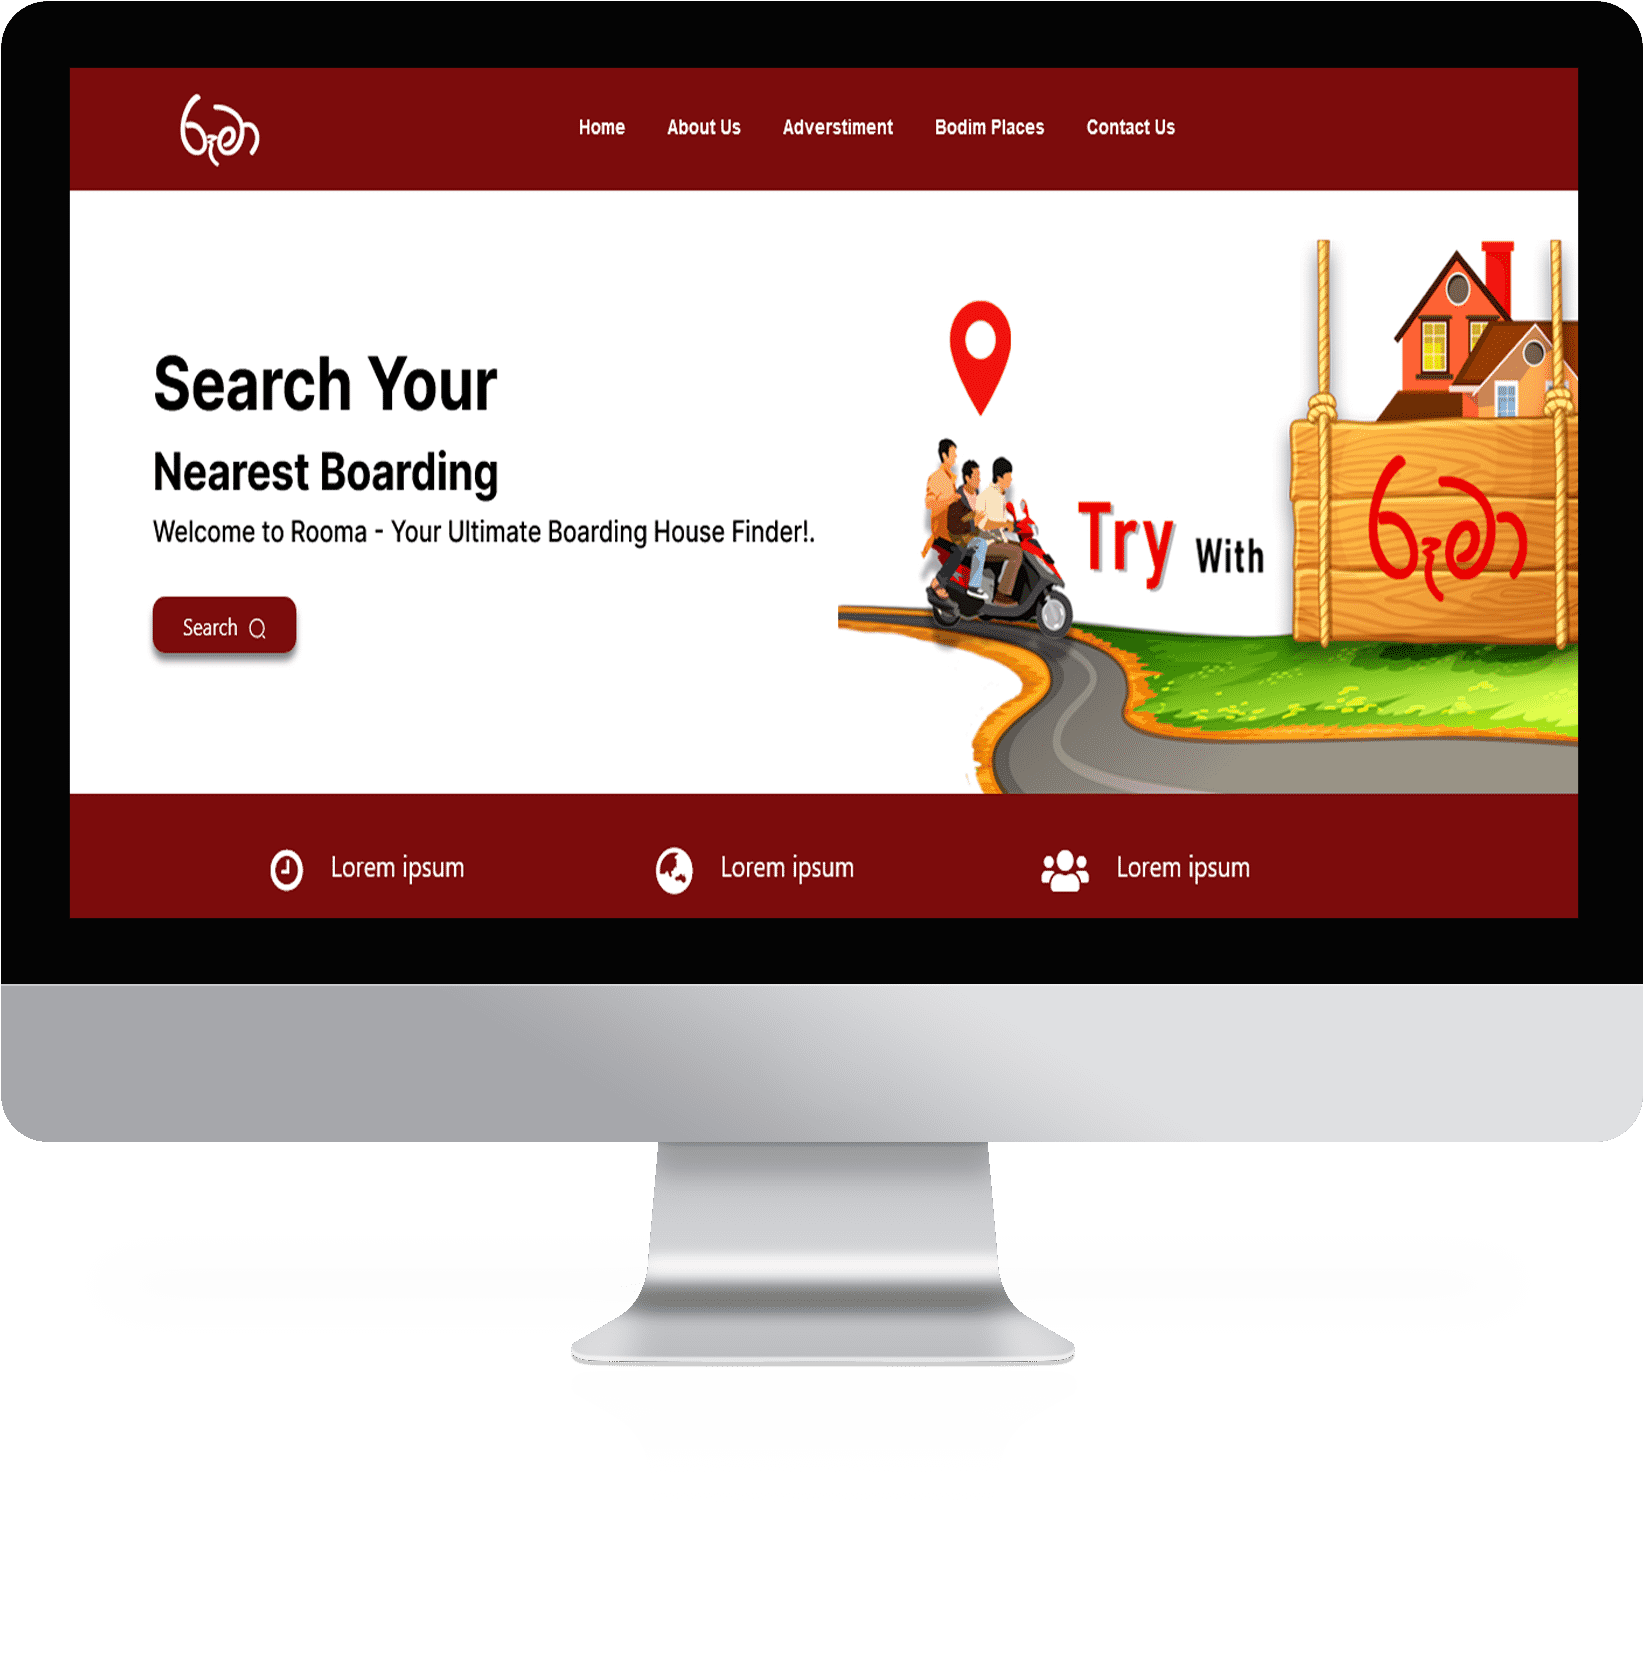 රූමා
Home About Us Adverstiment Bodim Places Contact Us
Search Your
Nearest Boarding
Welcome to Rooma - Your Ultimate Boarding House Finder!.
Search
Try With
රූමා
Lorem ipsum Lorem ipsum Lorem ipsum